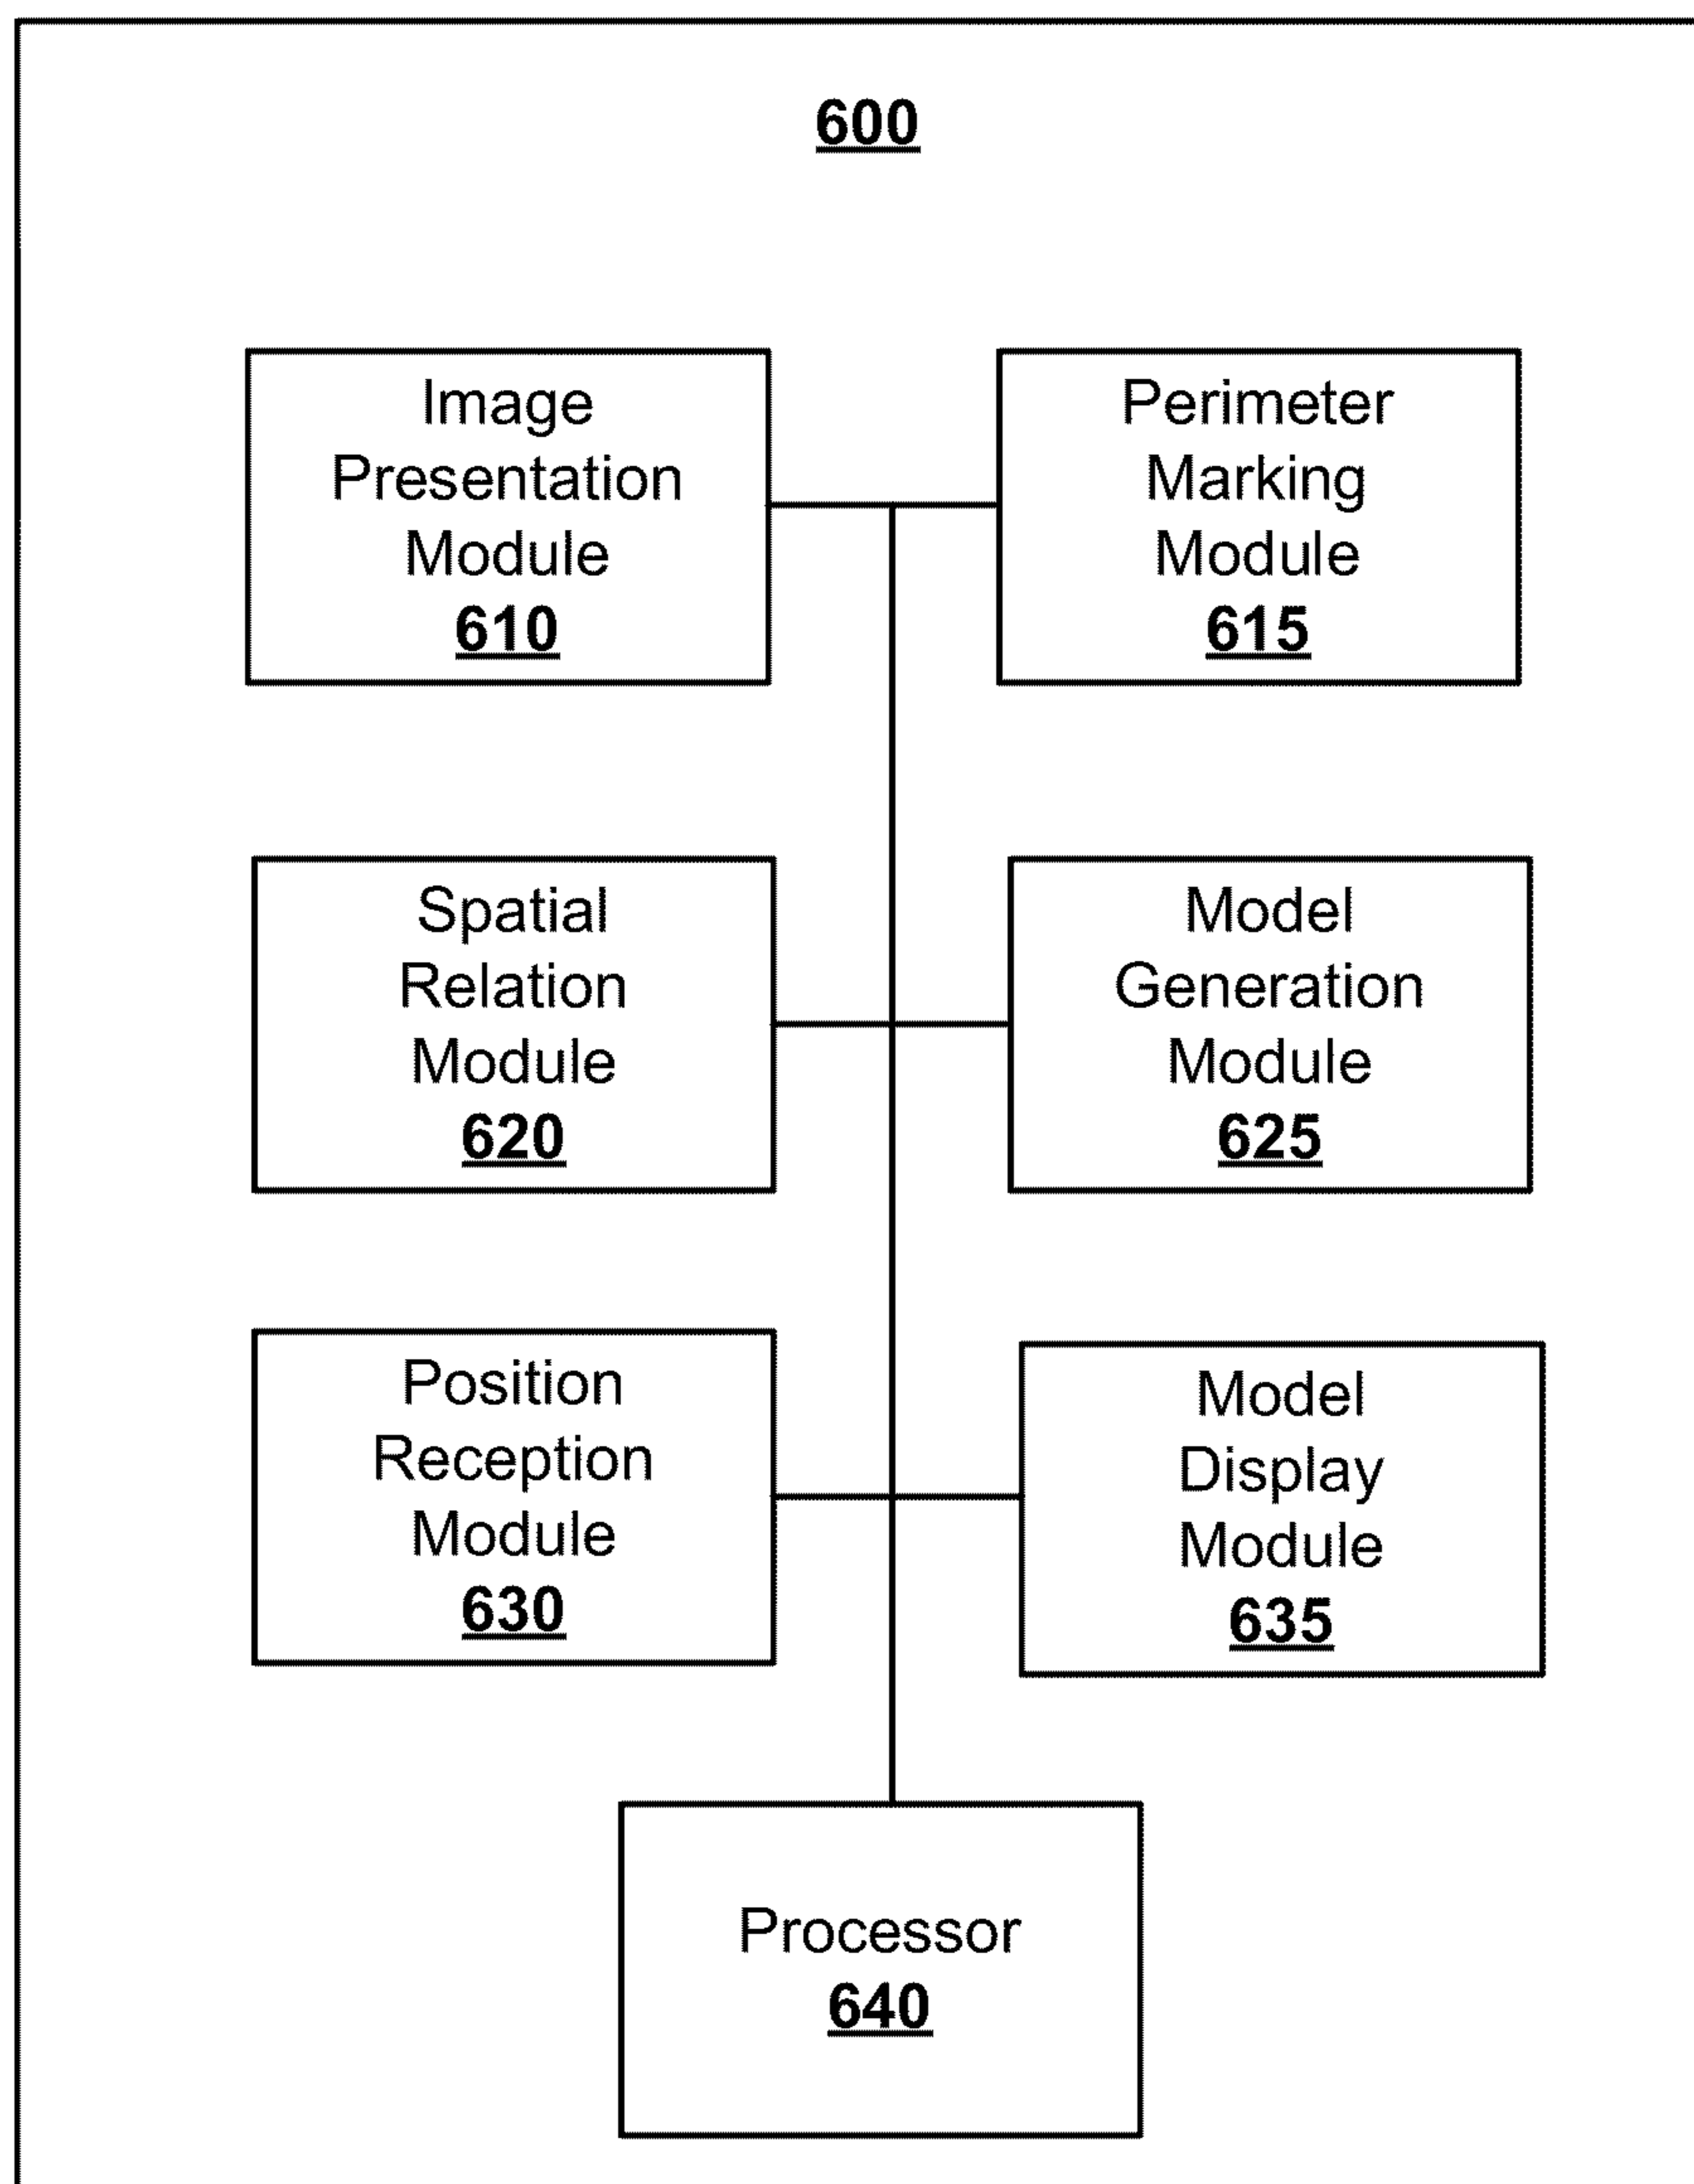 600
Image
Presentation
Module
610
Perimeter
Marking
Module
615
Spatial
Relation
Module
620
Model
Generation
Module
625
Position
Reception
Module
630
Model
Display
Module
635
Processor
640